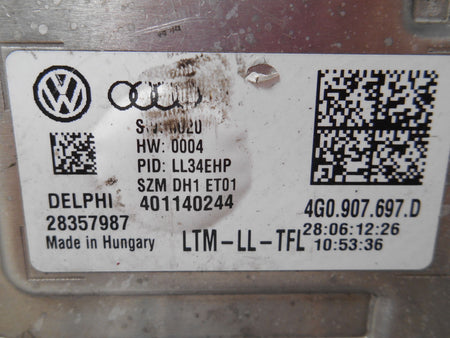 HW: 0004
PID: LL34EHP
SZM DH1 ET01
DELPHI 401140244
28357987
Made in Hungary
LTM-LL-TFL
4G0.907.697.D
28:06:12:26
10:53:36